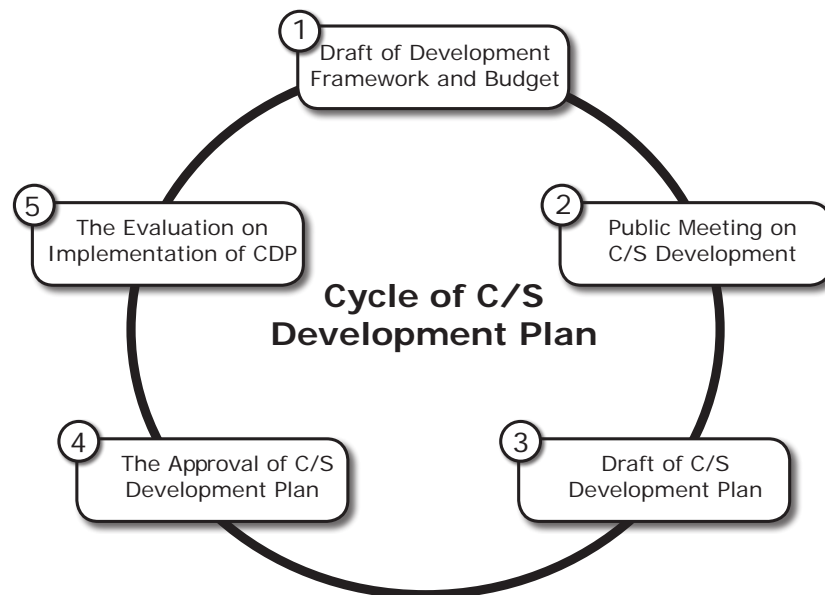 1
Draft of Development
Framework and Budget
2
Public Meeting on
C/S Development
3
Draft of C/S
Development Plan
4
The Approval of C/S
Development Plan
5
The Evaluation on
Implementation of CDP
Cycle of C/S
Development Plan